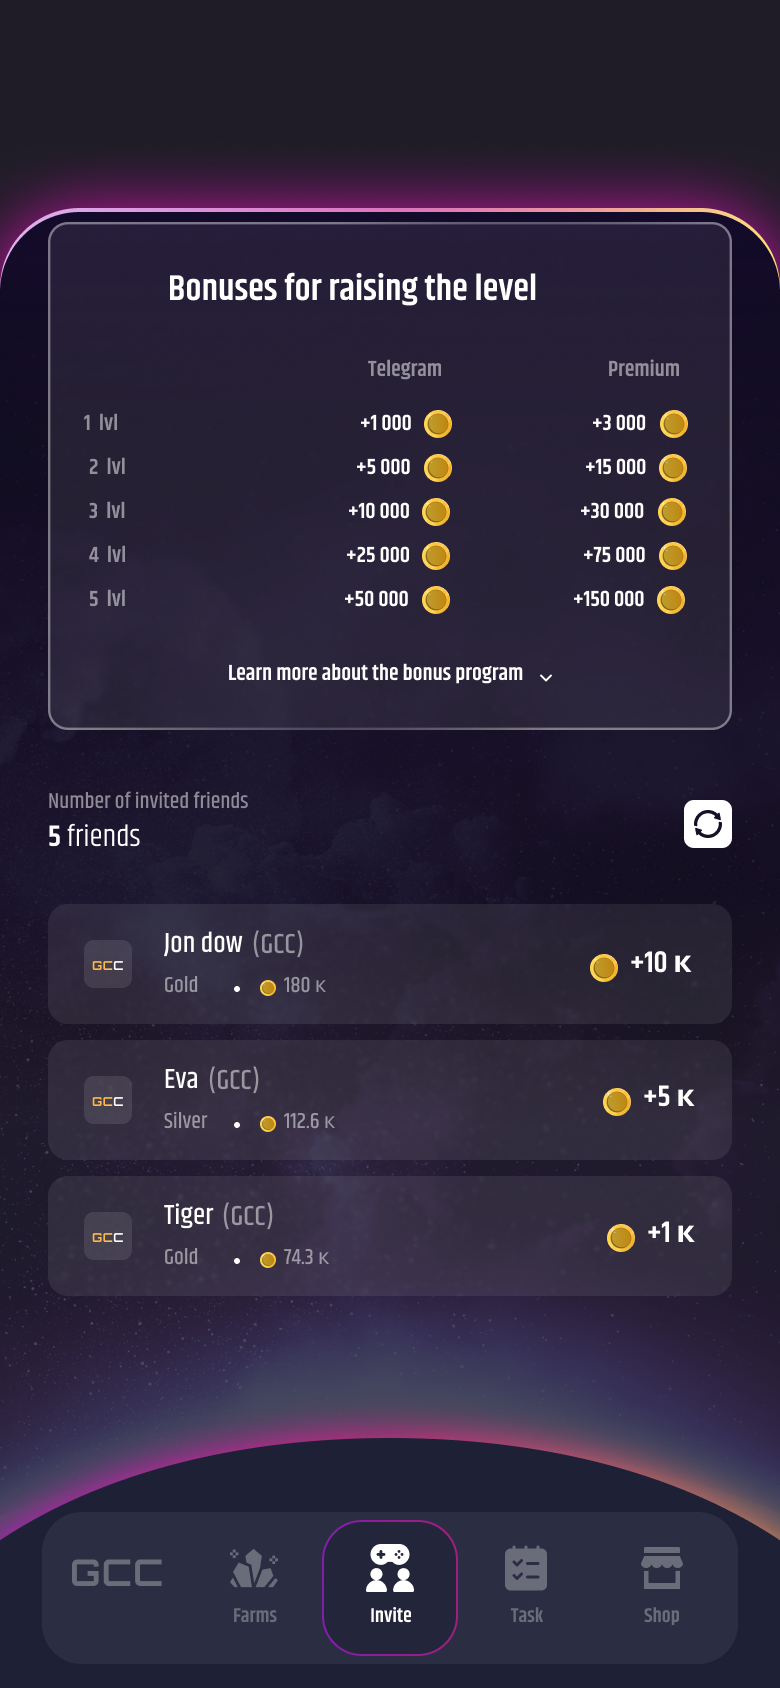 Bonuses for raising the level
Telegram Premium
1 lvl +1 000 +3 000
2 lvl +5 000 +15 000
3 lvl +10 000 +30 000
4 lvl +25 000 +75 000
5 lvl +50 000 +150 000
Learn more about the bonus program
Number of invited friends
5 friends
GCC Jon dow (GCC) +10 K
Gold • 180 K
GCC Eva (GCC) +5 K
Silver • 112.6 K
GCC Tiger (GCC) +1 K
Gold • 74.3 K
GCC
Farms Invite Task Shop